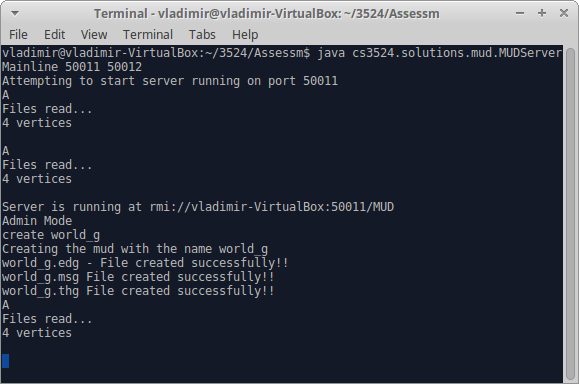 Terminal - vladimir@vladimir-VirtualBox: ~/3524/Assessm
File Edit View Terminal Tabs Help
vladimir@vladimir-VirtualBox:~/3524/Assessm$ java cs3524.solutions.mud.MUDServer
Mainline 50011 50012
Attempting to start server running on port 50011
A
Files read...
4 vertices
A
Files read...
4 vertices
Server is running at rmi://vladimir-VirtualBox:50011/MUD
Admin Mode
create world_g
Creating the mud with the name world_g
world_g.edg - File created successfully!!
world_g.msg File created successfully!!
world_g.thg File created successfully!!
A
Files read...
4 vertices